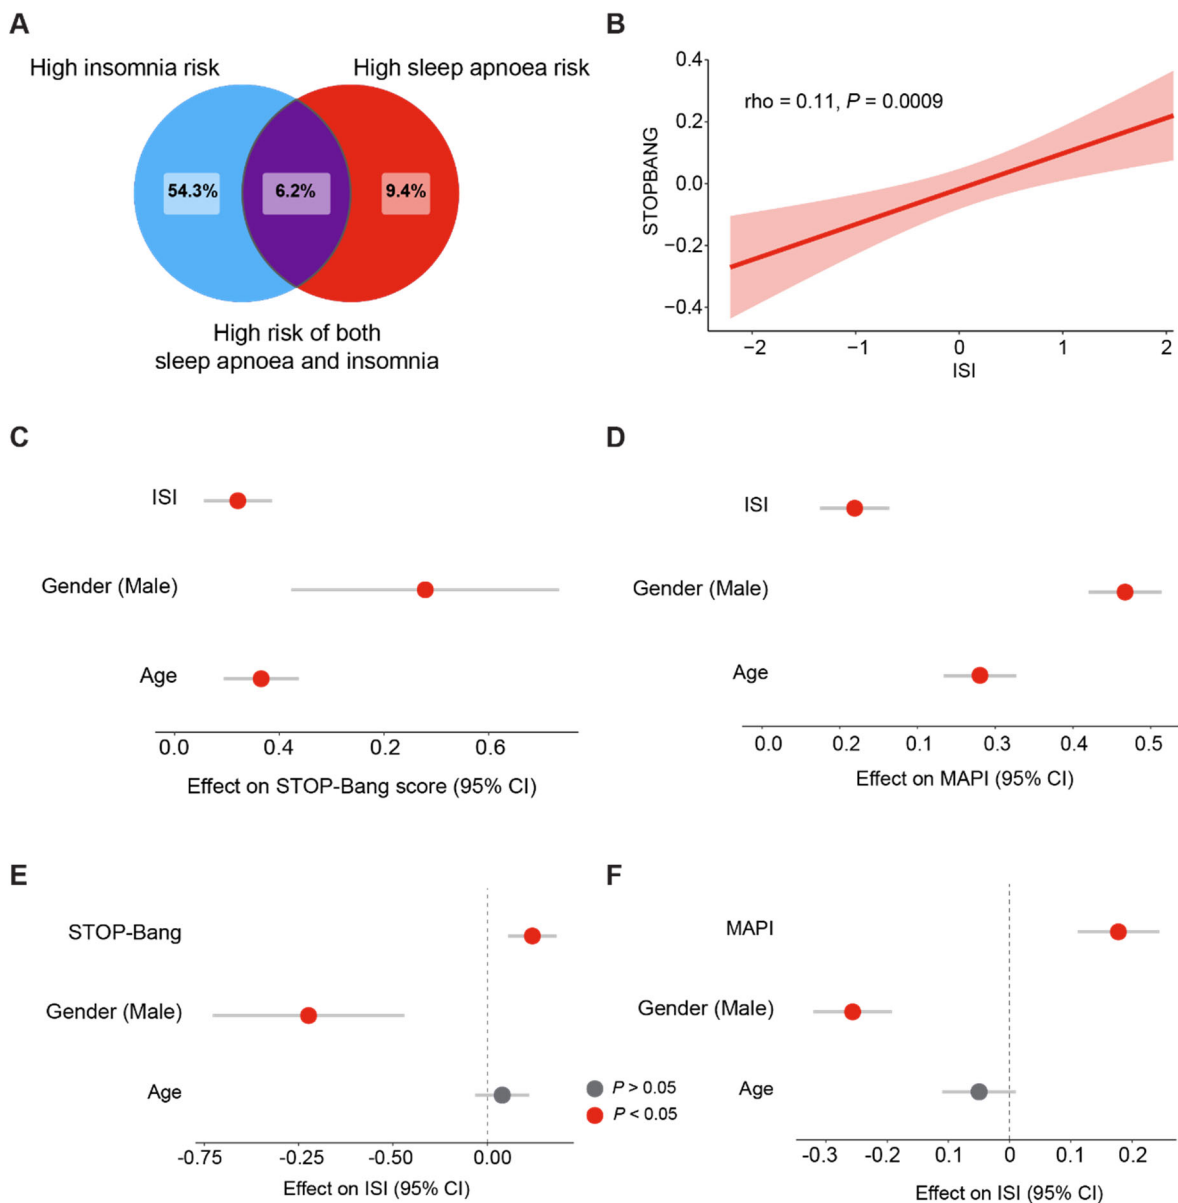 A
High insomnia risk
High sleep apnoea risk
54.3%
6.2%
9.4%
High risk of both
sleep apnoea and insomnia
B
rho = 0.11, P = 0.0009
STOPBANG
0.4
0.2
0.0
−0.2
−0.4
−2 −1 0 1 2
ISI
C
ISI
Gender (Male)
Age
0.0 0.4 0.2 0.6
Effect on STOP-Bang score (95% CI)
D
ISI
Gender (Male)
Age
0.0 0.2 0.1 0.3 0.4 0.5
Effect on MAPI (95% CI)
E
STOP-Bang
Gender (Male)
Age
-0.75 -0.25 -0.50 0.00
Effect on ISI (95% CI)
P > 0.05
P < 0.05
F
MAPI
Gender (Male)
Age
-0.3 -0.2 0.1 0 0.1 0.2
Effect on ISI (95% CI)